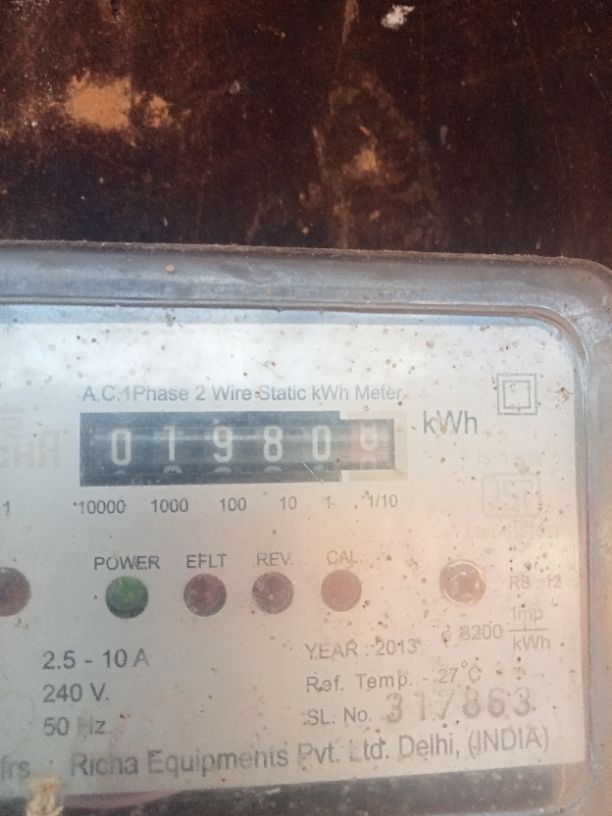 A.C.1Phase 2 Wire Static kWh Meter
01980 kWh
10000 1000 100 10 1 1/10
POWER EFLT REV. CAL.
3200 Imp/kWh
2.5 - 10 A
240 V.
50 Hz.
YEAR : 2013
Ref. Temp. - 27°C
SL. No. 317863
Richa Equipments Pvt. Ltd. Delhi, (INDIA)